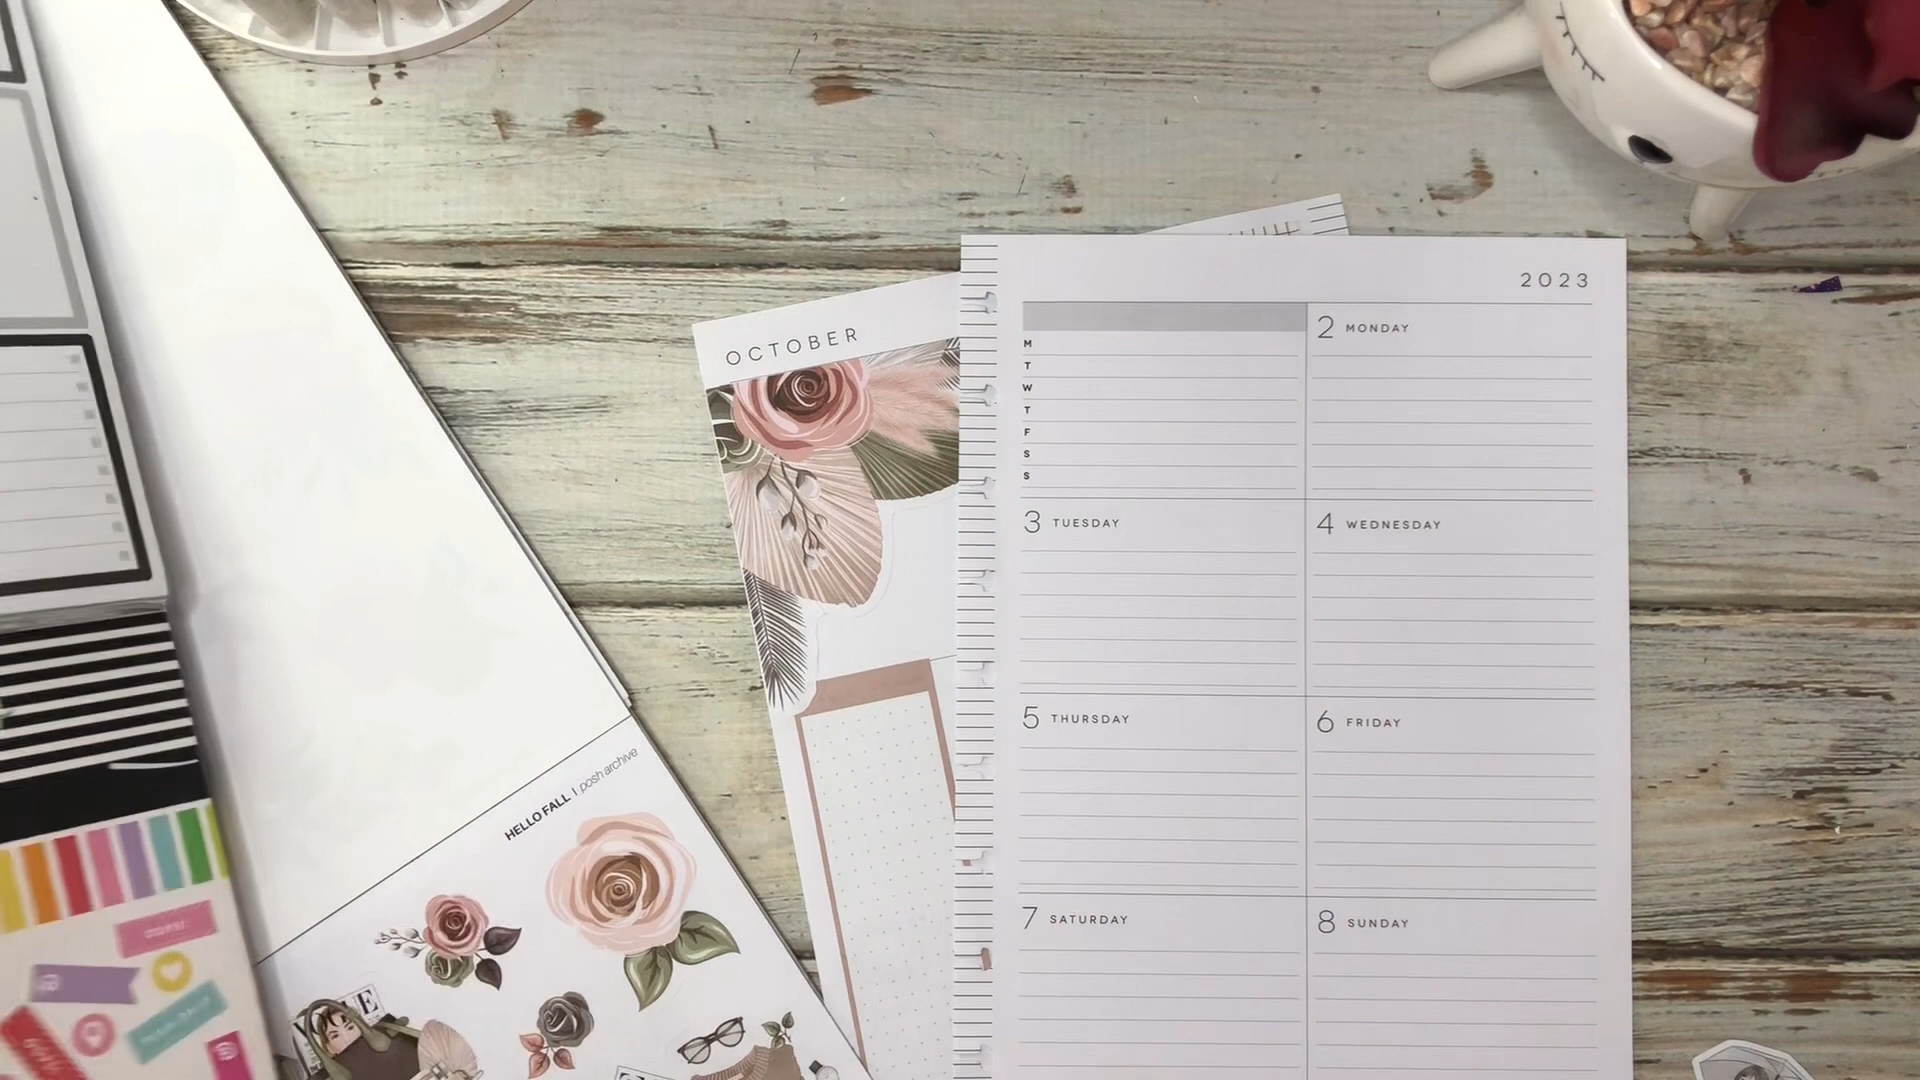 OCTOBER
2023
M
T
W
T
F
S
S
2 MONDAY
3 TUESDAY
4 WEDNESDAY
5 THURSDAY
6 FRIDAY
7 SATURDAY
8 SUNDAY
HELLO FALL | posh archive